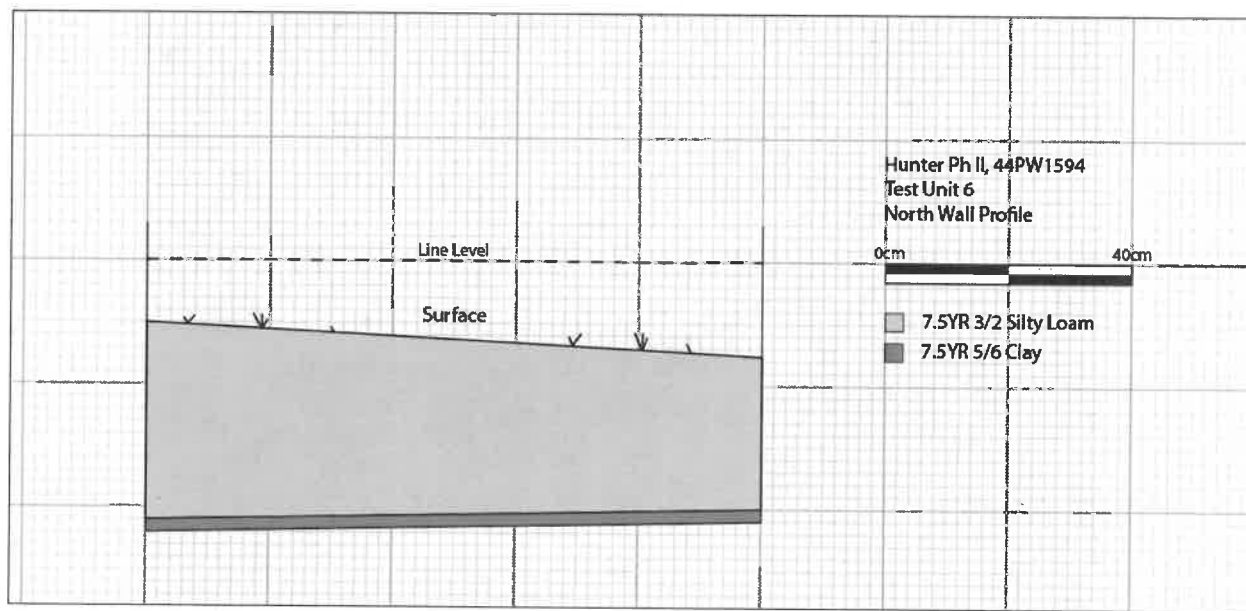 Hunter Ph II, 44PW1594
Test Unit 6
North Wall Profile
Line Level
0cm 40cm
Surface
7.5YR 3/2 Silty Loam
7.5YR 5/6 Clay